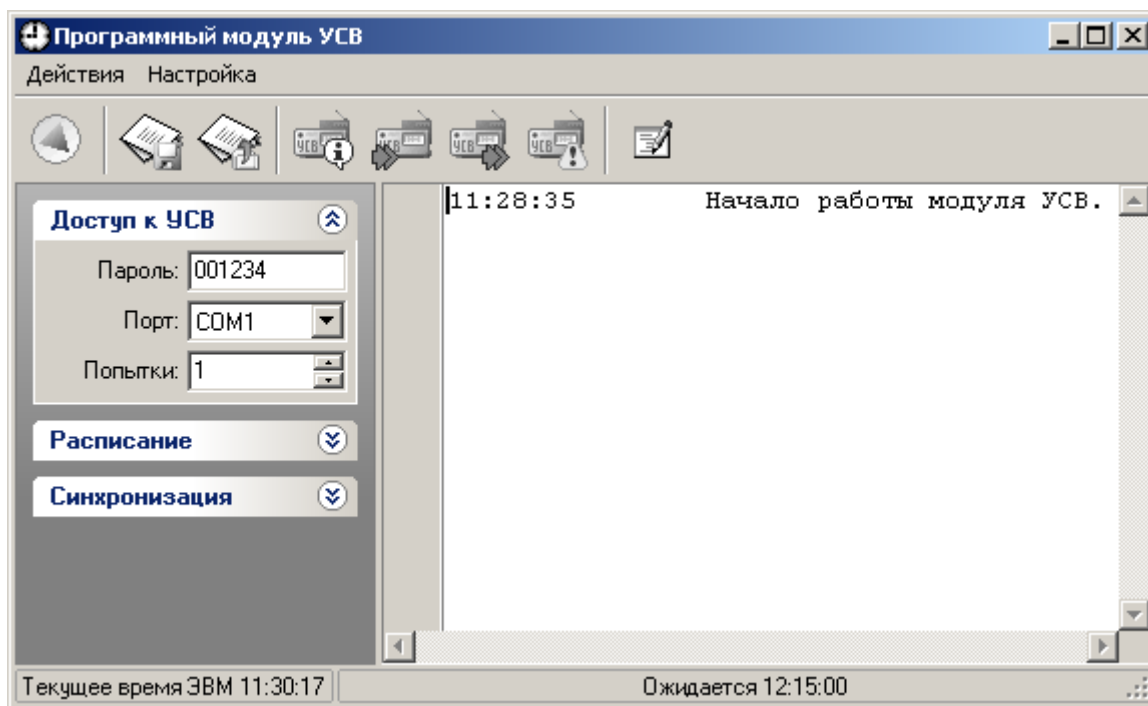 Программный модуль УСВ
Действия Настройка
УСВ УСВ УСВ УСВ
Доступ к УСВ
Пароль: 001234
Порт: COM1
Попытки: 1
Расписание
Синхронизация
11:28:35 Начало работы модуля УСВ.
Текущее время ЭВМ 11:30:17
Ожидается 12:15:00